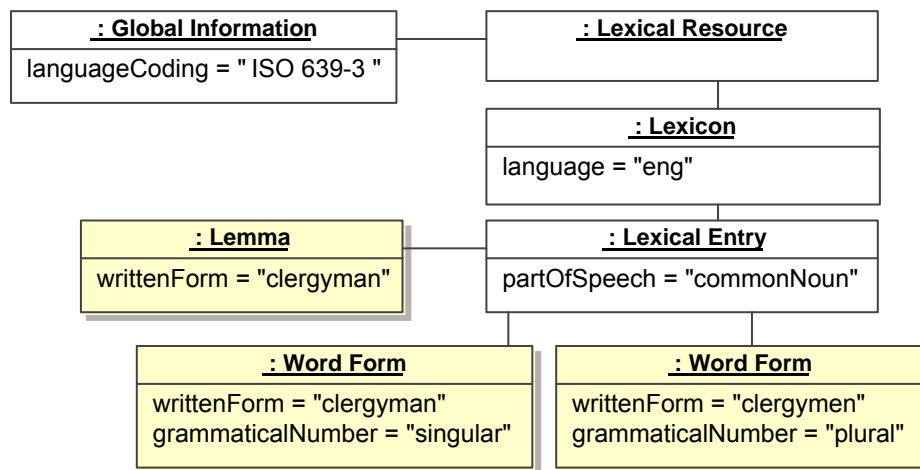 : Global Information
languageCoding = " ISO 639-3 "
: Lexical Resource
: Lexicon
language = "eng"
: Lemma
writtenForm = "clergyman"
: Lexical Entry
partOfSpeech = "commonNoun"
: Word Form
writtenForm = "clergyman"
grammaticalNumber = "singular"
: Word Form
writtenForm = "clergymen"
grammaticalNumber = "plural"